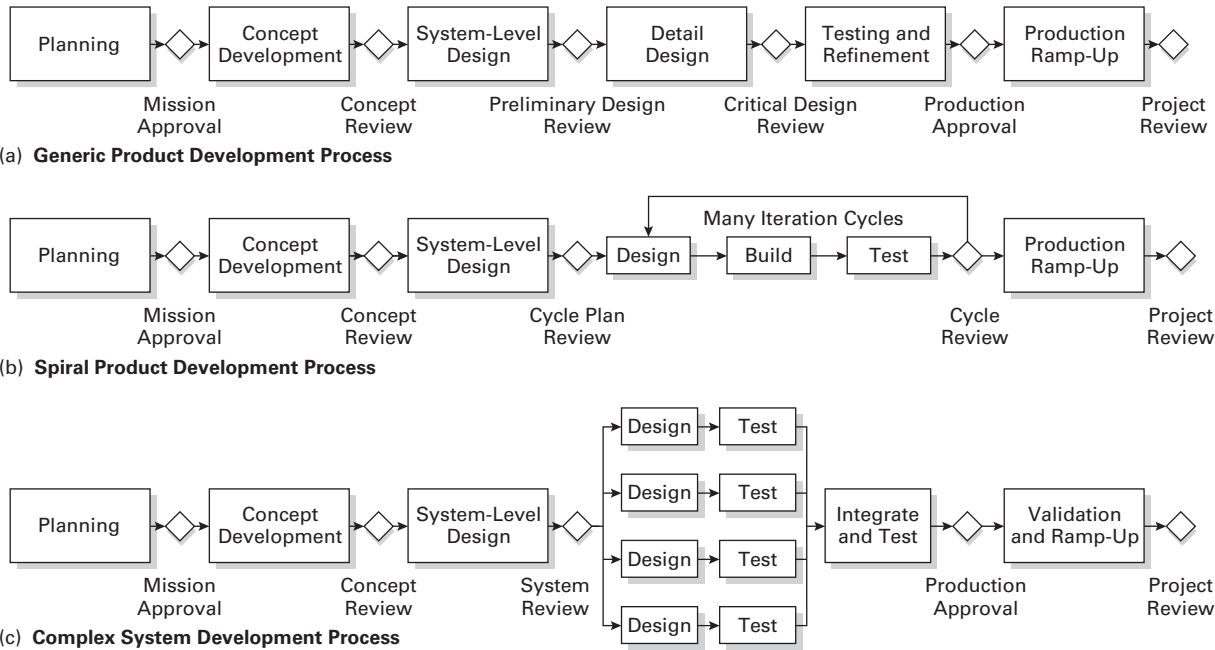 Planning
Concept
Development
System-Level
Design
Detail
Design
Testing and
Refinement
Production
Ramp-Up
Mission
Approval
Concept
Review
Preliminary Design
Review
Critical Design
Review
Production
Approval
Project
Review
(a) Generic Product Development Process
Many Iteration Cycles
Planning
Concept
Development
System-Level
Design
Design
Build
Test
Production
Ramp-Up
Mission
Approval
Concept
Review
Cycle Plan
Review
Cycle
Review
Project
Review
(b) Spiral Product Development Process
Design
Test
Design
Test
Planning
Concept
Development
System-Level
Design
Integrate
and Test
Validation
and Ramp-Up
Design
Test
Mission
Approval
Concept
Review
System
Review
Production
Approval
Project
Review
Design
Test
(c) Complex System Development Process